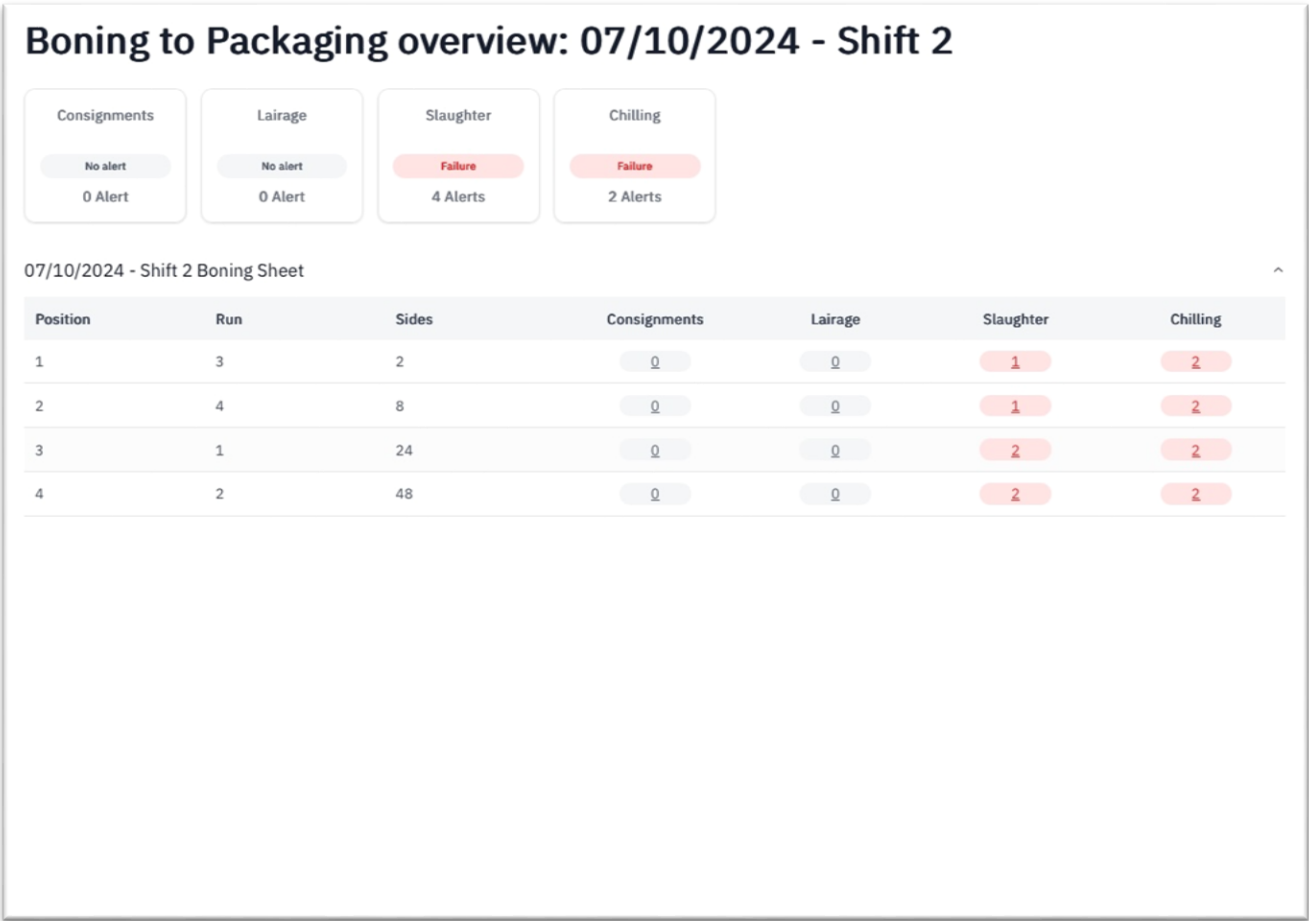 Boning to Packaging overview: 07/10/2024 - Shift 2
Consignments Lairage Slaughter Chilling
No alert No alert Failure Failure
0 Alert 0 Alert 4 Alerts 2 Alerts
07/10/2024 - Shift 2 Boning Sheet
Position Run Sides Consignments Lairage Slaughter Chilling
1 3 2 0 0 1 2
2 4 8 0 0 1 2
3 1 24 0 0 2 2
4 2 48 0 0 2 2